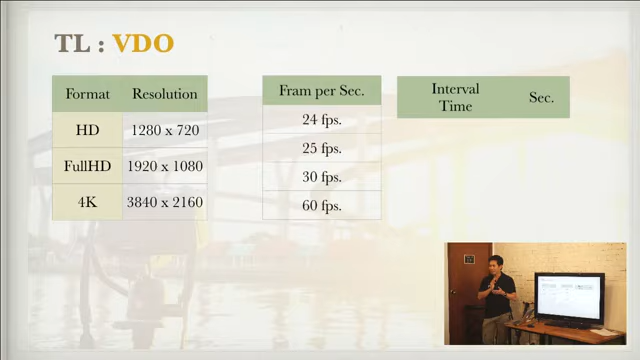 TL : VDO
Format Resolution
HD 1280 x 720
FullHD 1920 x 1080
4K 3840 x 2160
Fram per Sec.
24 fps.
25 fps.
30 fps.
60 fps.
Interval
Time
Sec.